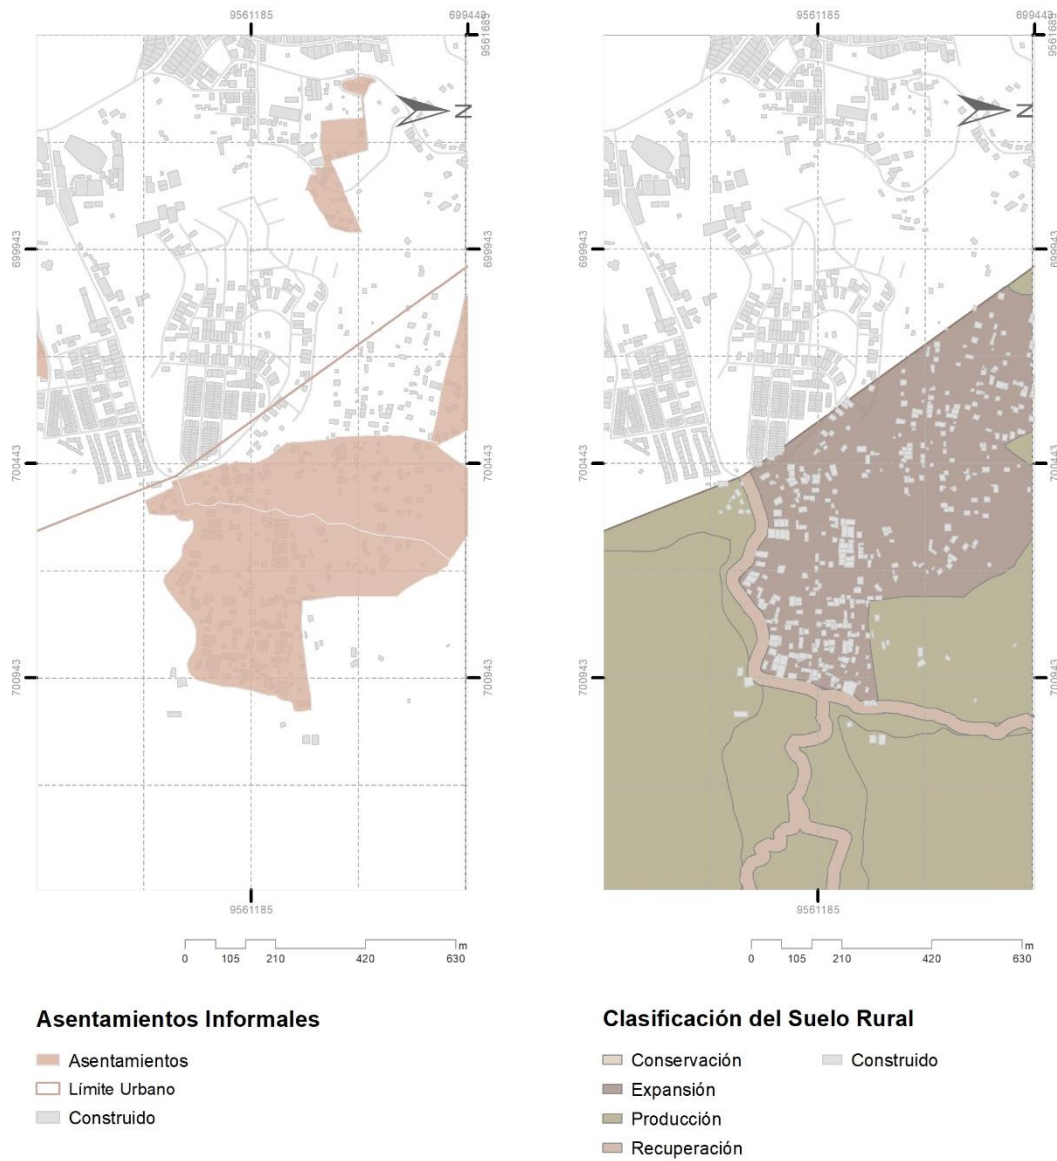 9561185
699443
9561685
N
699943
699943
700443
700443
700943
700943
9561185
0 105 210 420 630 m
Asentamientos Informales
Asentamientos
Límite Urbano
Construido
9561185
699443
9561685
N
699943
699943
700443
700443
700943
700943
9561185
0 105 210 420 630 m
Clasificación del Suelo Rural
Conservación
Construido
Expansión
Producción
Recuperación